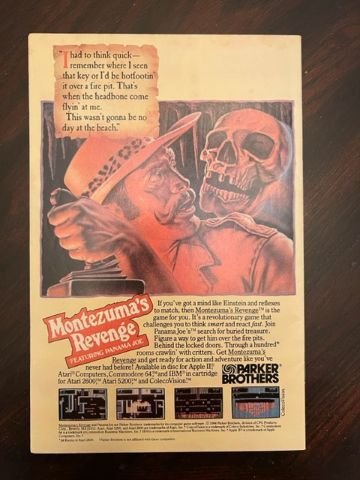 "I had to think quick—
remember where I seen
that key or I'd be hotfootin'
it over a fire pit. That's
when the headbone come
flyin' at me.
This wasn't gonna be no
day at the beach."
Montezuma's
Revenge™
FEATURING PANAMA JOE
If you've got a mind like Einstein and reflexes
to match, then Montezuma's Revenge™ is the
game for you. It's a revolutionary game that
challenges you to think smart and react fast. Join
Panama Joe's™ search for buried treasure.
Figure a way to get him over the fire pits.
Behind the locked doors. Through a hundred*
rooms crawlin' with critters. Get Montezuma's
Revenge and get ready for action and adventure like you've
never had before! Available in disc for Apple II®,
Atari® Computers, Commodore 64™ and IBM® in cartridge
for Atari 2600™, Atari 5200™ and ColecoVision™.
PARKER
BROTHERS